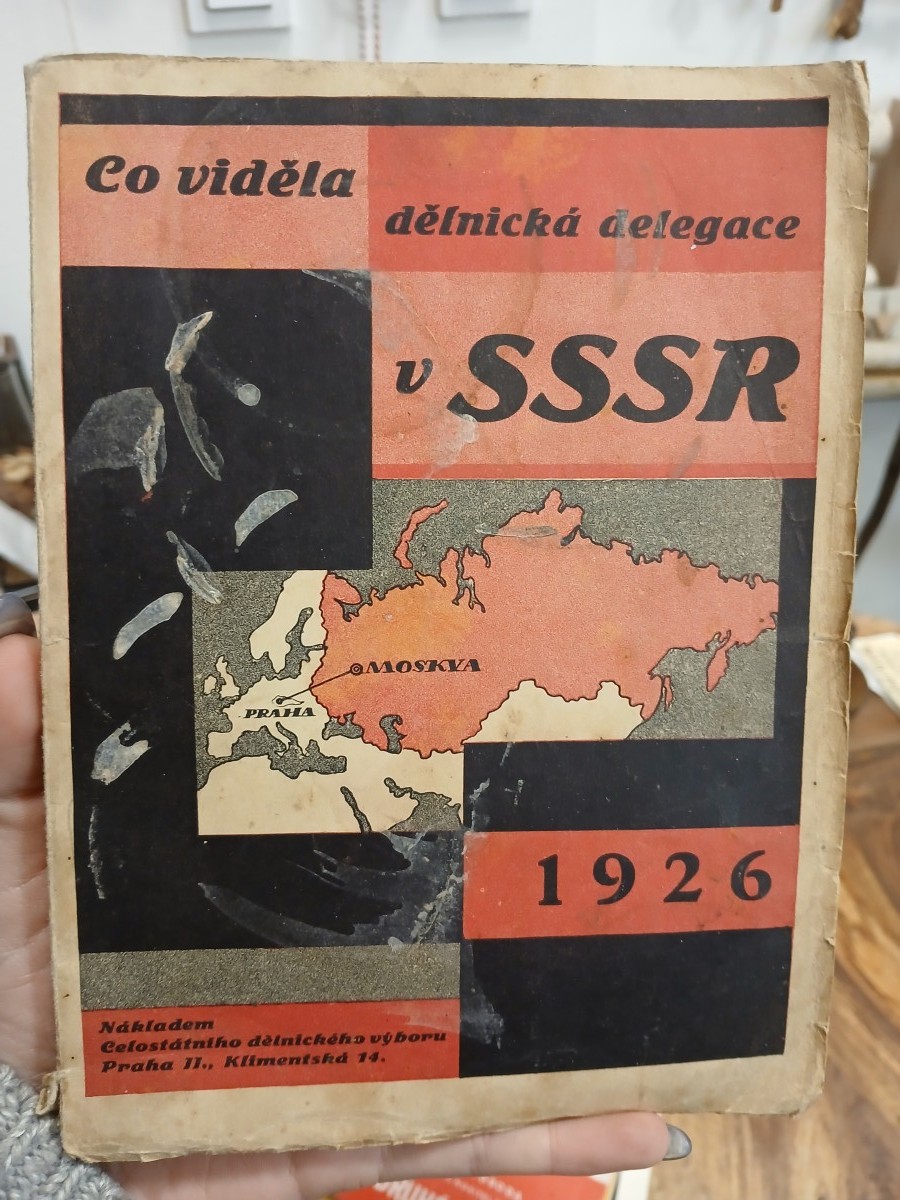 Co viděla
dělnická delegace
v SSSR
MOSKVA
PRAHA
1926
Nákladem
Celostátního dělnického výboru
Praha II., Klimentská 14.